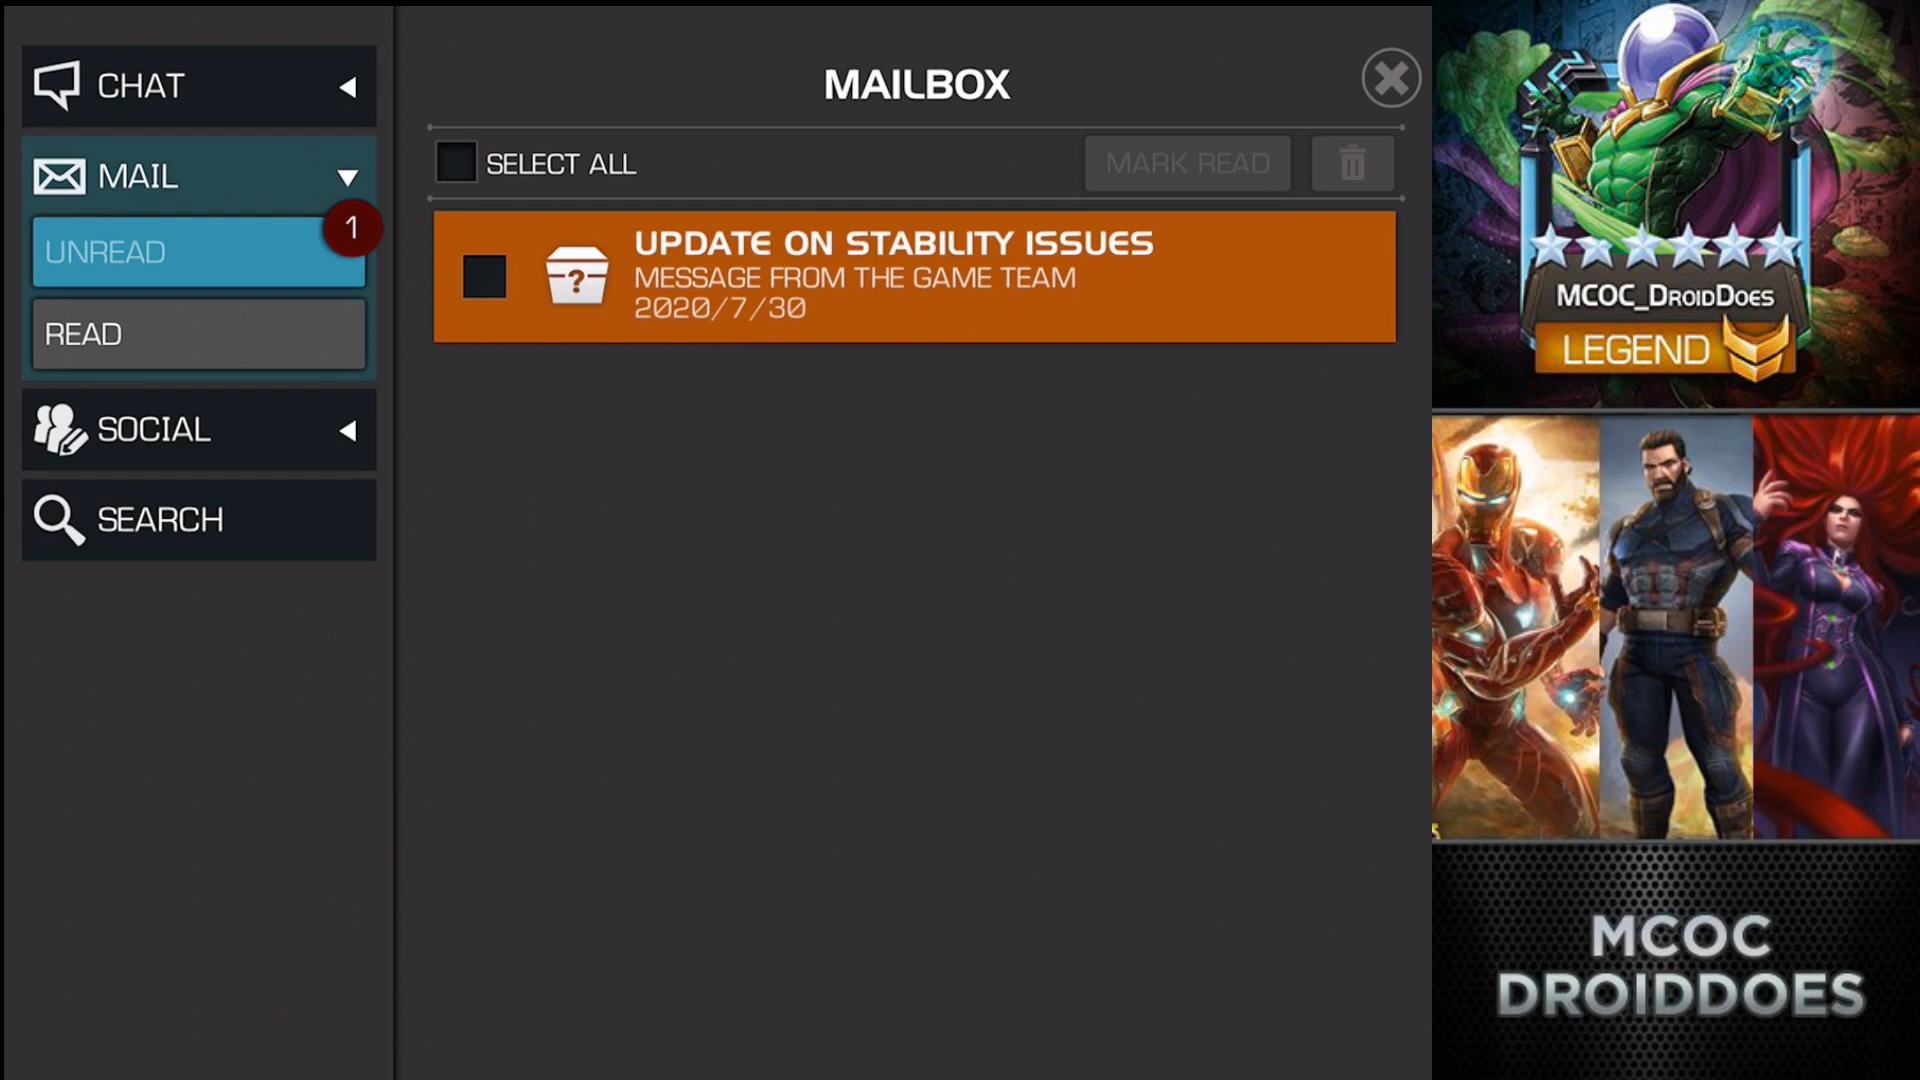 CHAT
MAIL
1
UNREAD
READ
SOCIAL
SEARCH
MAILBOX
SELECT ALL
MARK READ
?
UPDATE ON STABILITY ISSUES
MESSAGE FROM THE GAME TEAM
2020/7/30
MCOC_DROIDDOES
LEGEND
MCOC
DROIDDOES